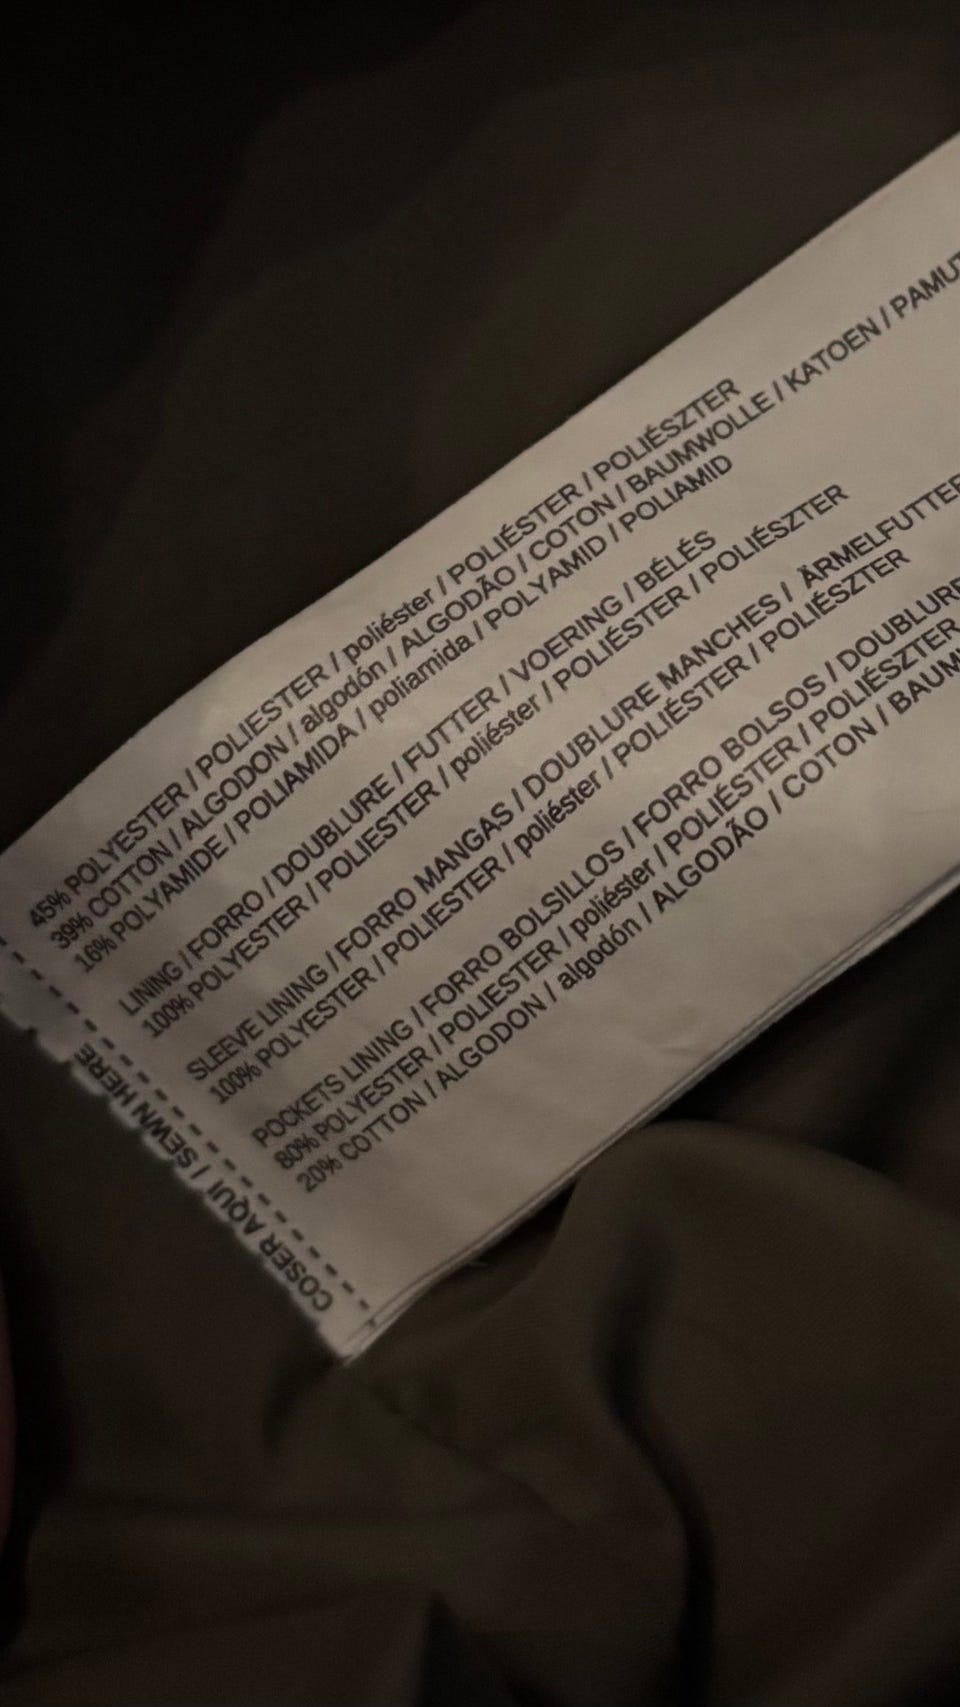 45% POLYESTER / POLIESTER / poliéster / POLIÉSTER / POLIÉSZTER
39% COTTON / ALGODON / algodón / ALGODÃO / COTON / BAUMWOLLE / KATOEN / PAMUT
16% POLYAMIDE / POLIAMIDA / poliamida / POLYAMID / POLIAMID
LINING / FORRO / DOUBLURE / FUTTER / VOERING / BÉLÉS
100% POLYESTER / POLIESTER / poliéster / POLIÉSTER / POLIÉSZTER
SLEEVE LINING / FORRO MANGAS / DOUBLURE MANCHES / ÄRMELFUTTER
100% POLYESTER / POLIESTER / poliéster / POLIÉSTER / POLIÉSZTER
POCKETS LINING / FORRO BOLSILLOS / FORRO BOLSOS / DOUBLURE
80% POLYESTER / POLIESTER / poliéster / POLIÉSTER / POLIÉSZTER
20% COTTON / ALGODON / algodón / ALGODÃO / COTON / BAUM
COSER AQUI / SEWN HERE